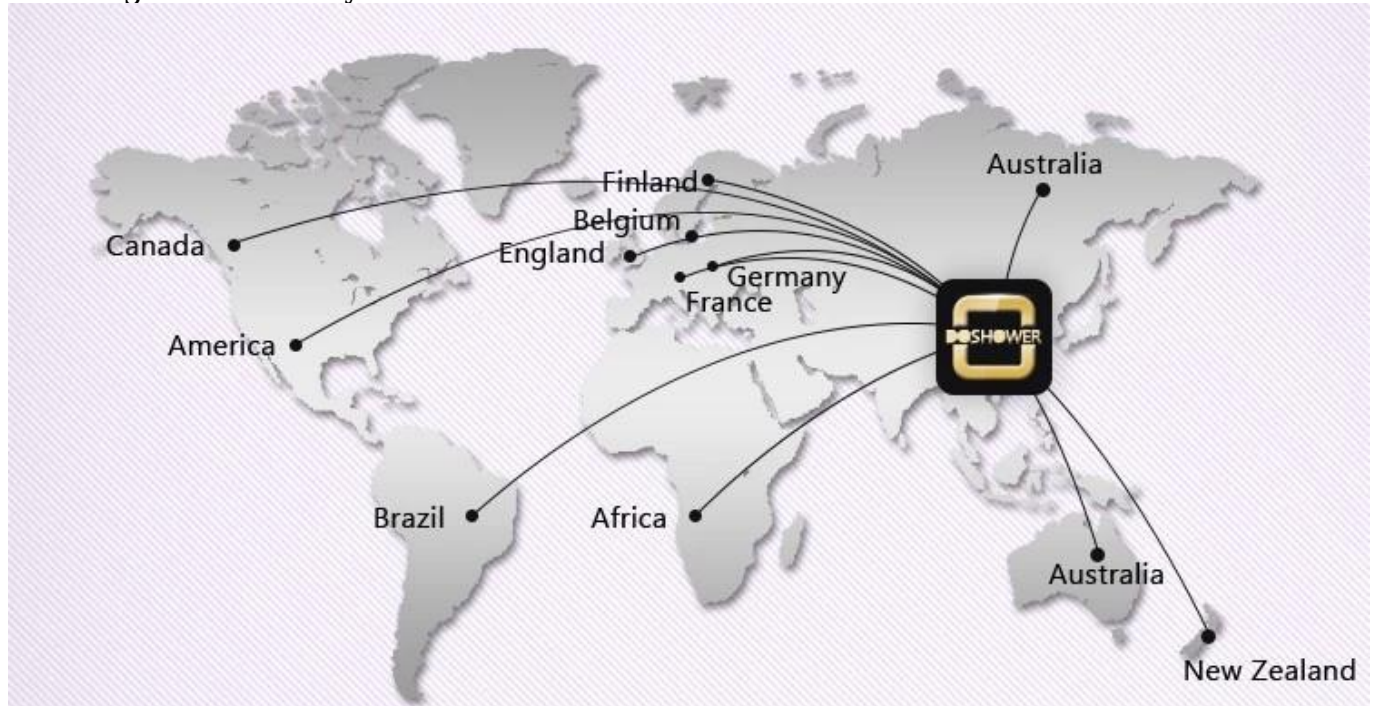 Australia
Finland
Belgium
Canada
England
Germany
France
DOSHOWER
America
Brazil
Africa
Australia
New Zealand